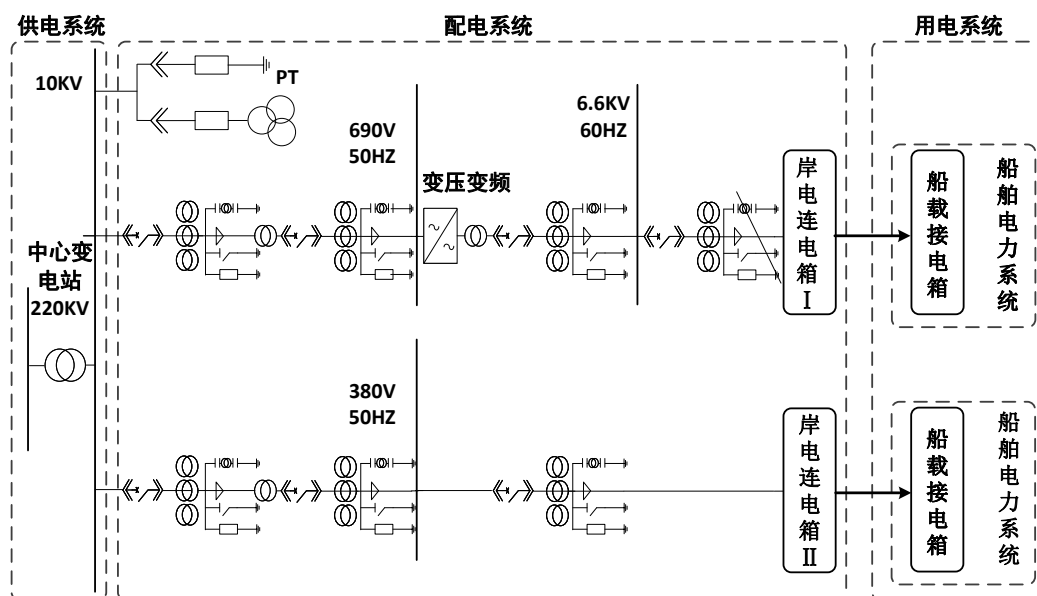 供电系统
配电系统
用电系统
10KV
PT
690V
50HZ
6.6KV
60HZ
变压变频
中心变
电站
220KV
岸电连电箱Ⅰ
船载接电箱
船舶电力系统
380V
50HZ
岸电连电箱Ⅱ
船载接电箱
船舶电力系统